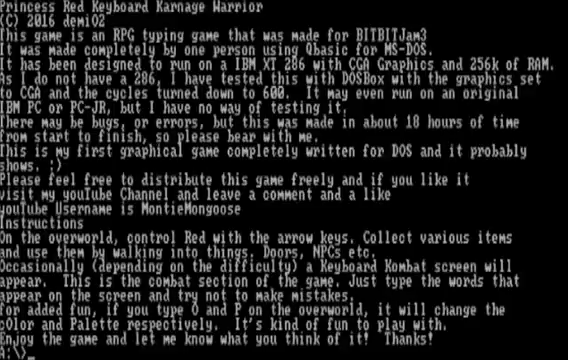 Princess Red Keyboard Karnage Warrior
(C) 2016 demi02
This game is an RPG typing game that was made for BITBITJam3
It was made completely by one person using Qbasic for MS-DOS.
It has been designed to run on a IBM XT 286 with CGA Graphics and 256k of RAM.
As I do not have a 286, I have tested this with DOSBox with the graphics set
to CGA and the cycles turned down to 600.  It may even run on an original
IBM PC or PC-JR, but I have no way of testing it.
There may be bugs, or errors, but this was made in about 18 hours of time
from start to finish, so please bear with me.
This is my first graphical game completely written for DOS and it probably
shows. ;)
Please feel free to distribute this game freely and if you like it
visit my youTube Channel and leave a comment and a like
youTube Username is MontieMongoose
Instructions
On the overworld, control Red with the arrow keys. Collect various items
and use them by walking into things. Doors, NPCs etc.
Occasionally (depending on the difficulty) a Keyboard Kombat screen will
appear.  This is the combat section of the game. Just type the words that
appear on the screen and try not to make mistakes.
for added fun, if you type O and P on the overworld, it will change the
cOlor and Palette respectively.  It's kind of fun to play with.
Enjoy the game and let me know what you think of it!  Thanks!
A:\>_